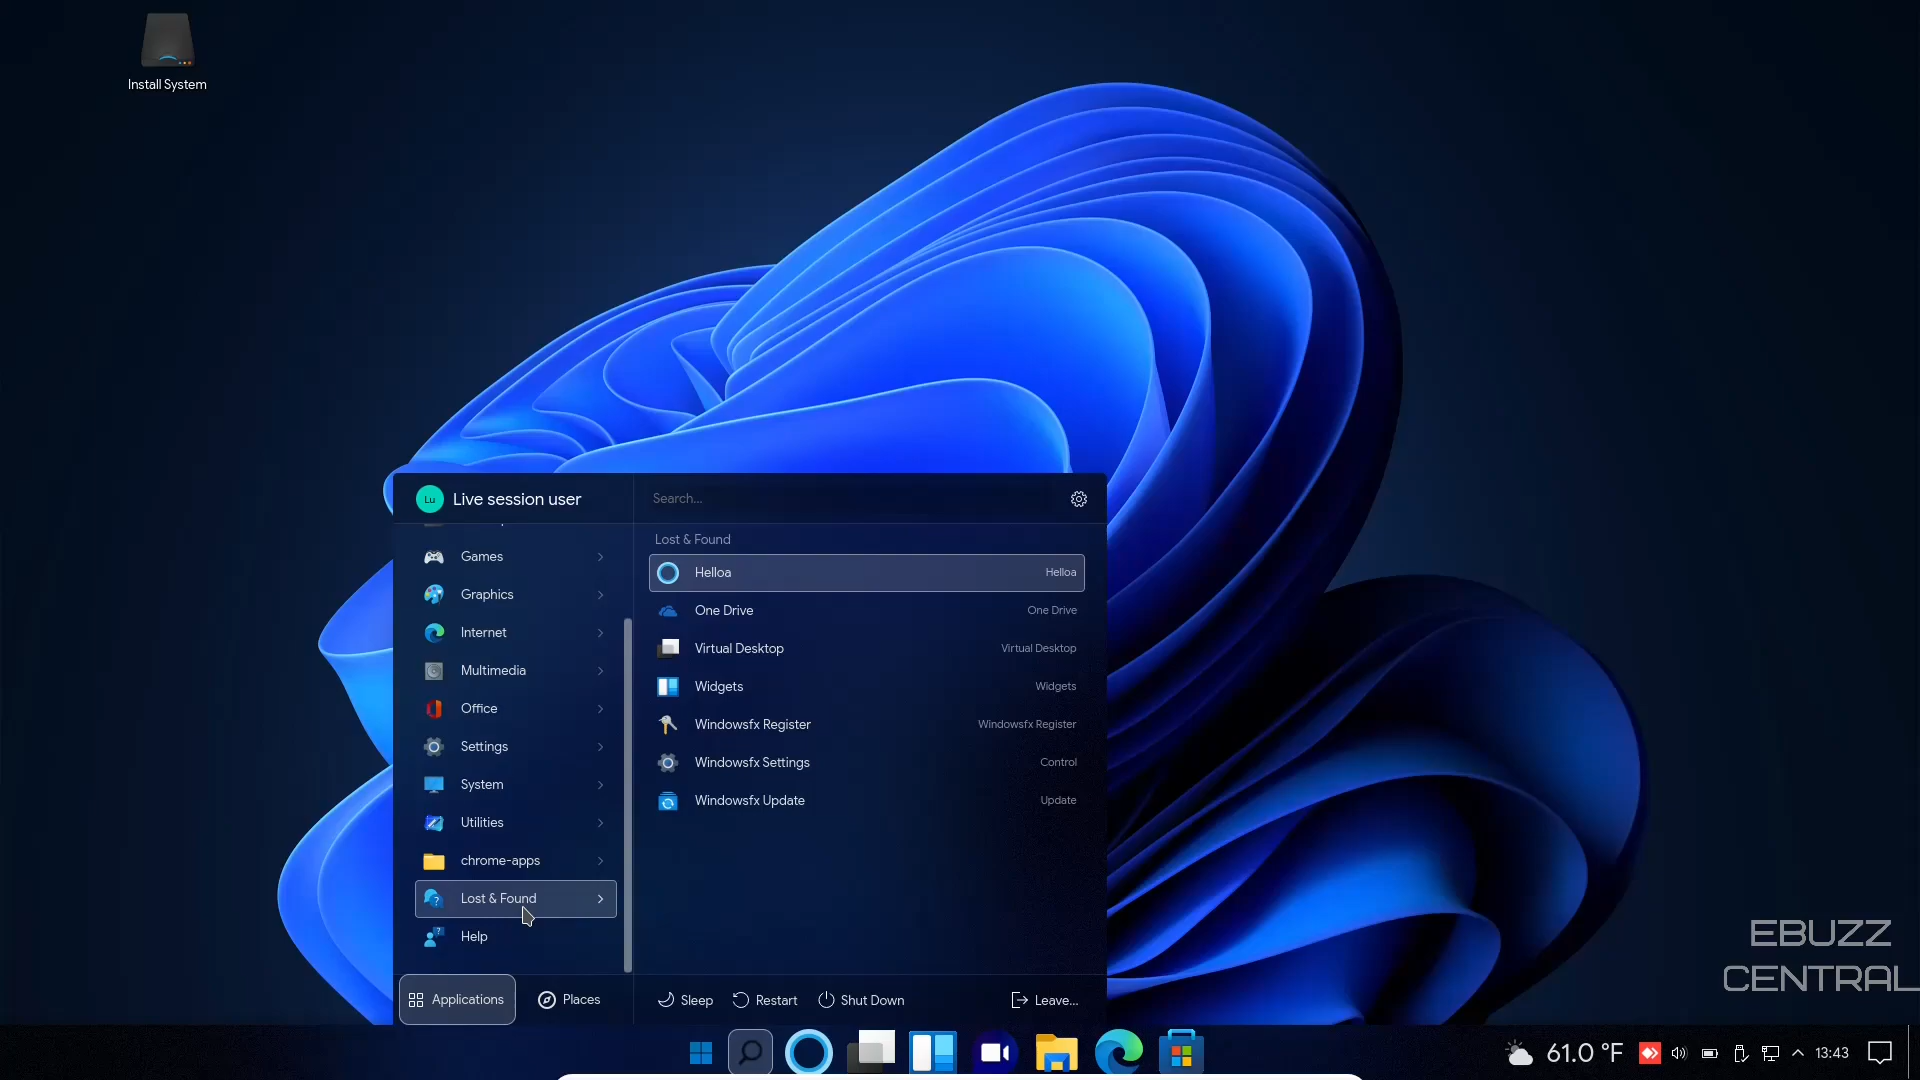 Install System
Lu
Live session user
Search...
Games
Graphics
Internet
Multimedia
Office
Settings
System
Utilities
chrome-apps
Lost & Found
Help
Lost & Found
Helloa Helloa
One Drive One Drive
Virtual Desktop Virtual Desktop
Widgets Widgets
Windowsfx Register Windowsfx Register
Windowsfx Settings Control
Windowsfx Update Update
Applications
Places
Sleep
Restart
Shut Down
Leave...
EBUZZ
CENTRAL
61.0 °F
13:43